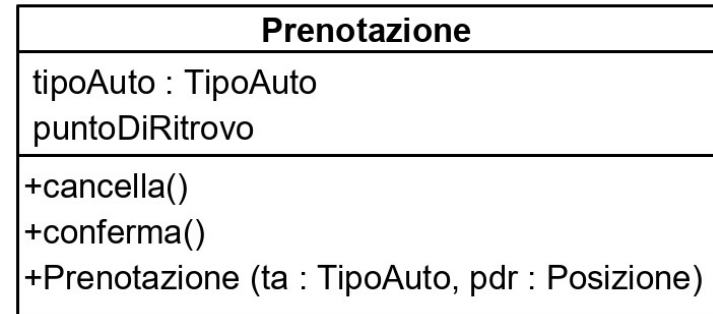 Prenotazione
tipoAuto : TipoAuto
puntoDiRitrovo
+cancella()
+conferma()
+Prenotazione (ta : TipoAuto, pdr : Posizione)